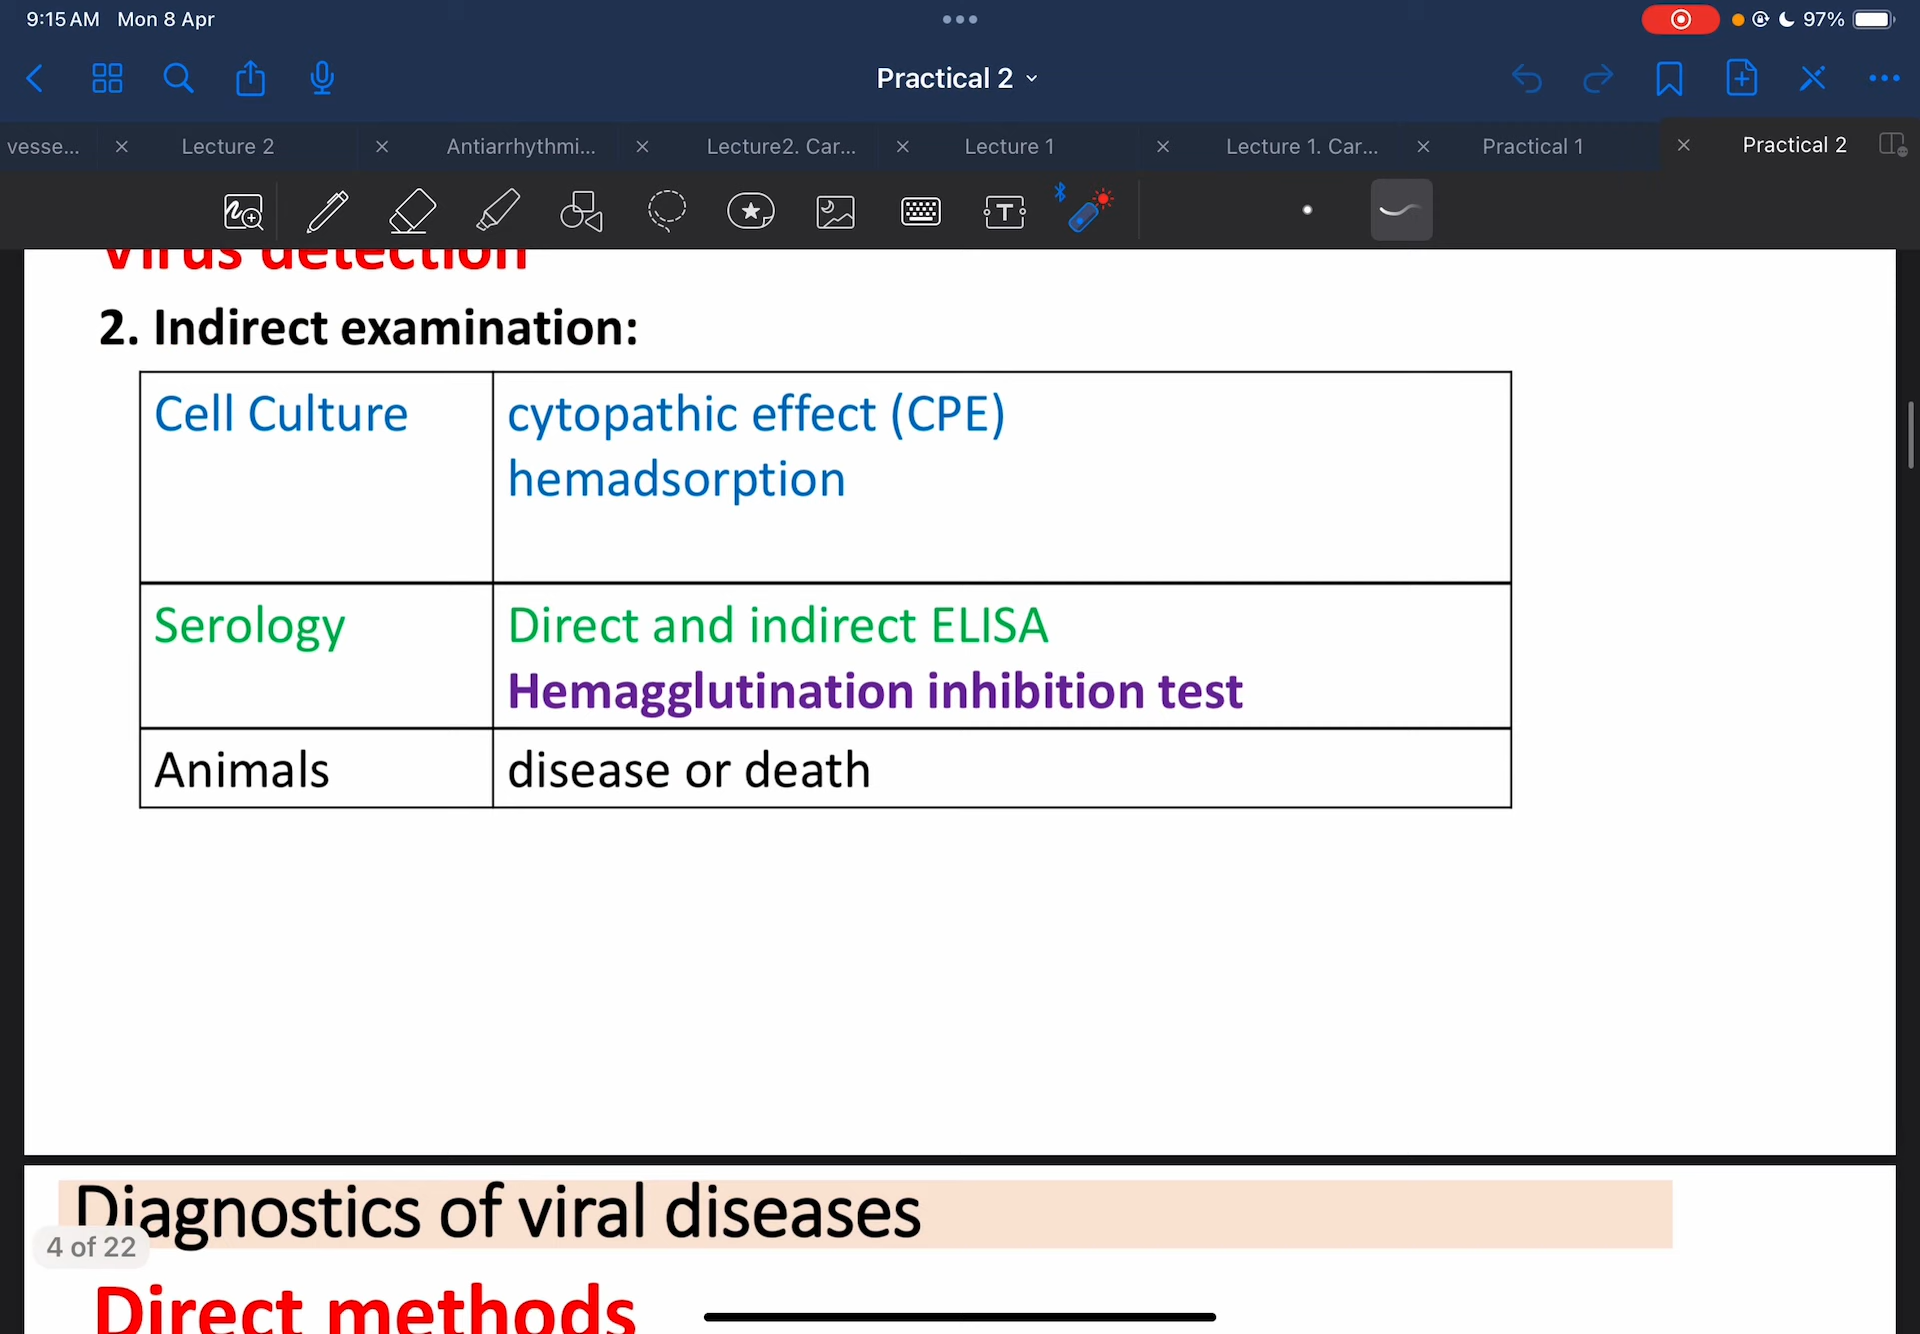 9:15 AM Mon 8 Apr
97%
Practical 2
vesse...
Lecture 2
Antiarrhythmi...
Lecture2. Car...
Lecture 1
Lecture 1. Car...
Practical 1
Practical 2
Virus detection
2. Indirect examination:
Cell Culture
cytopathic effect (CPE)
hemadsorption
Serology
Direct and indirect ELISA
Hemagglutination inhibition test
Animals
disease or death
Diagnostics of viral diseases
4 of 22
Direct methods